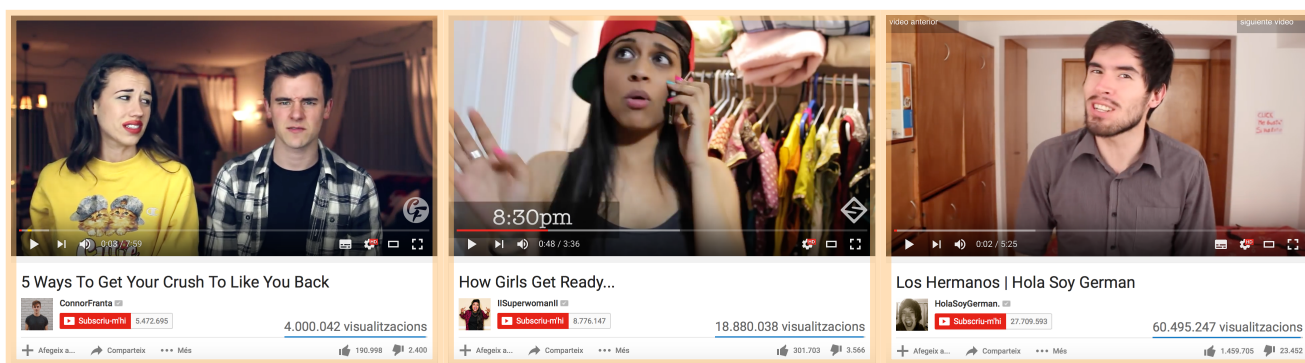 0:03 / 7:59
5 Ways To Get Your Crush To Like You Back
ConnorFranta
Subscriu-m'hi 5.472.695
4.000.042 visualitzacions
Afegeix a... Comparteix Més 190.998 2.400
8:30pm
0:48 / 3:36
How Girls Get Ready...
IISuperwomanII
Subscriu-m'hi 8.776.147
18.880.038 visualitzacions
Afegeix a... Comparteix Més 301.703 3.566
video anterior siguiente video
0:02 / 5:25
Los Hermanos | Hola Soy German
HolaSoyGerman.
Subscriu-m'hi 27.709.593
60.495.247 visualitzacions
Afegeix a... Comparteix Més 1.459.705 23.452